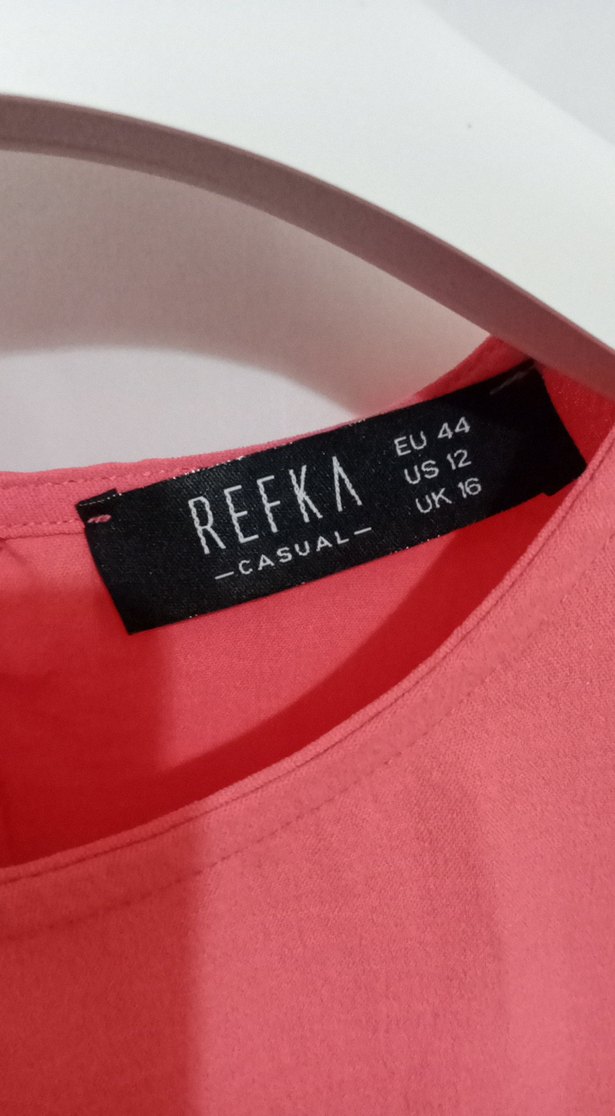 REFKA
—CASUAL—
EU 44
US 12
UK 16